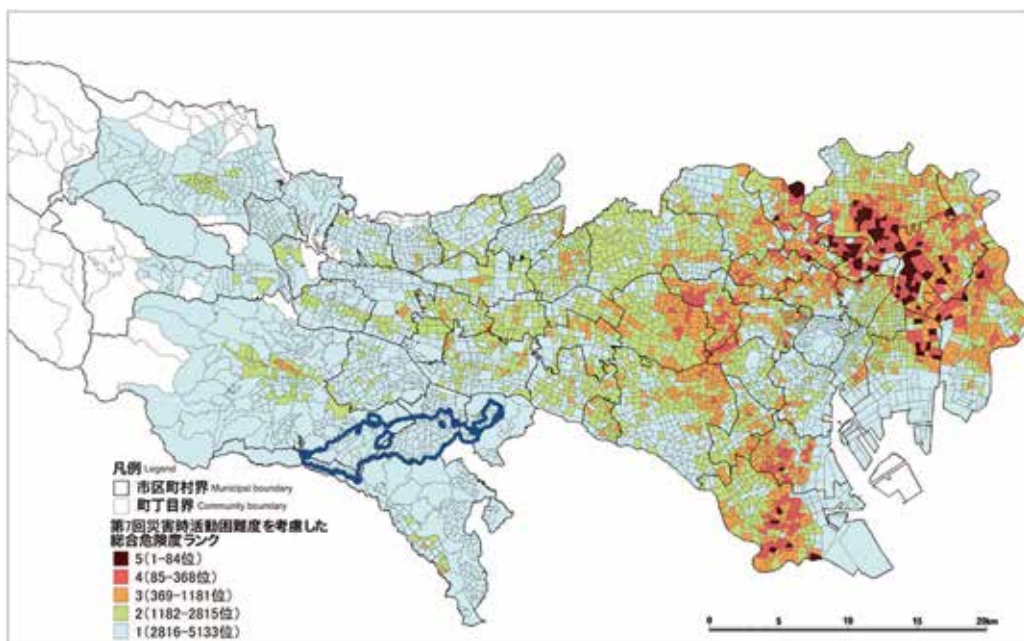 凡例 Legend
市区町村界 Municipal boundary
町丁目界 Community boundary
第7回災害時活動困難度を考慮した
総合危険度ランク
5(1-84位)
4(85-368位)
3(369-1181位)
2(1182-2815位)
1(2816-5133位)
0 5 10 15 20km